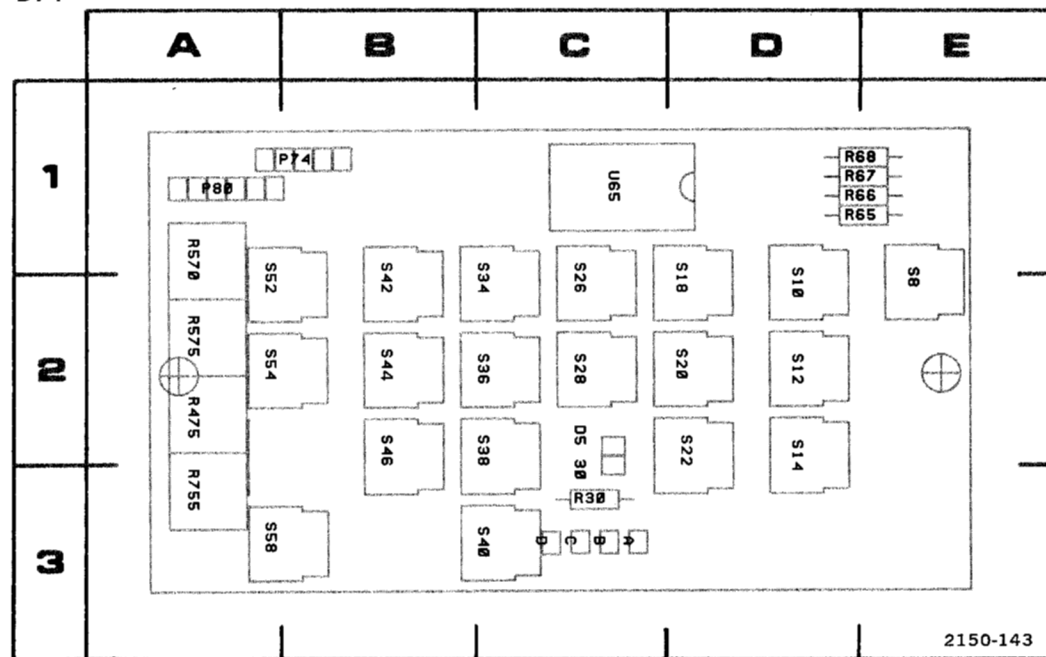 A B C D E
1
P74
P80
U65
R68
R67
R66
R65
R570
S52
S42
S34
S26
S18
S10
S8
2
R575
S54
S44
S36
S28
S20
S12
R475
S46
S38
D5 30
S22
S14
R755
R30
3
S58
S40
D C B A
2150-143